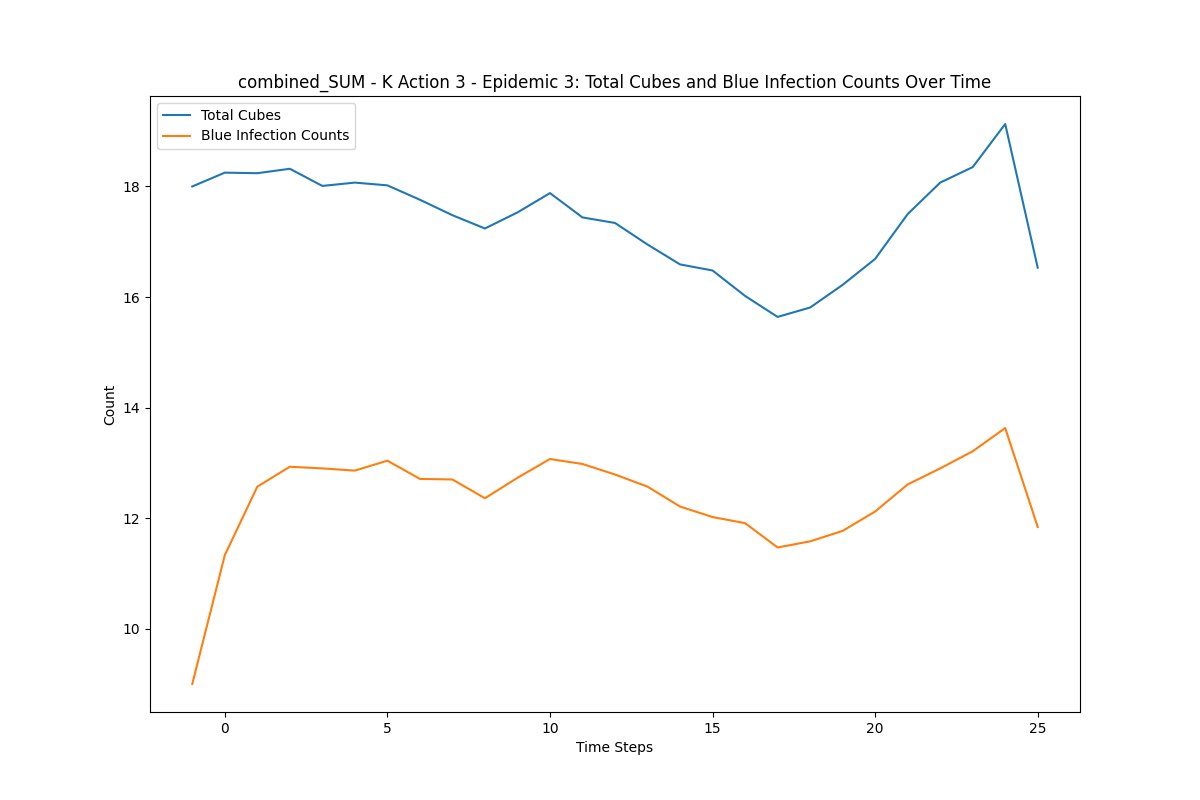 combined_SUM - K Action 3 - Epidemic 3: Total Cubes and Blue Infection Counts Over Time
Total Cubes
Blue Infection Counts
18
16
14
12
10
Count
0 5 10 15 20 25
Time Steps